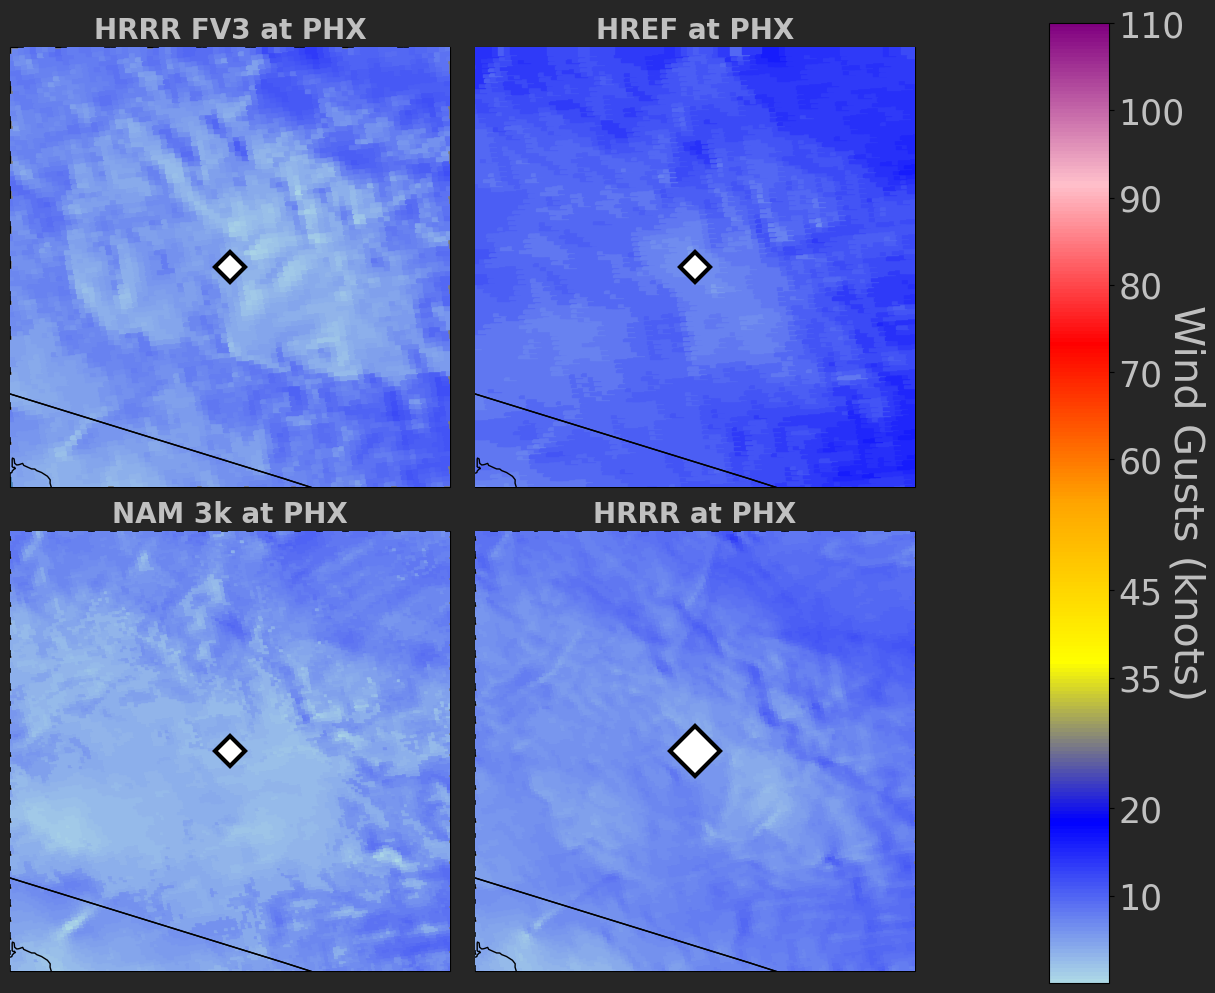 HRRR FV3 at PHX
HREF at PHX
NAM 3k at PHX
HRRR at PHX
110
100
90
80
70
60
45
35
20
10
Wind Gusts (knots)